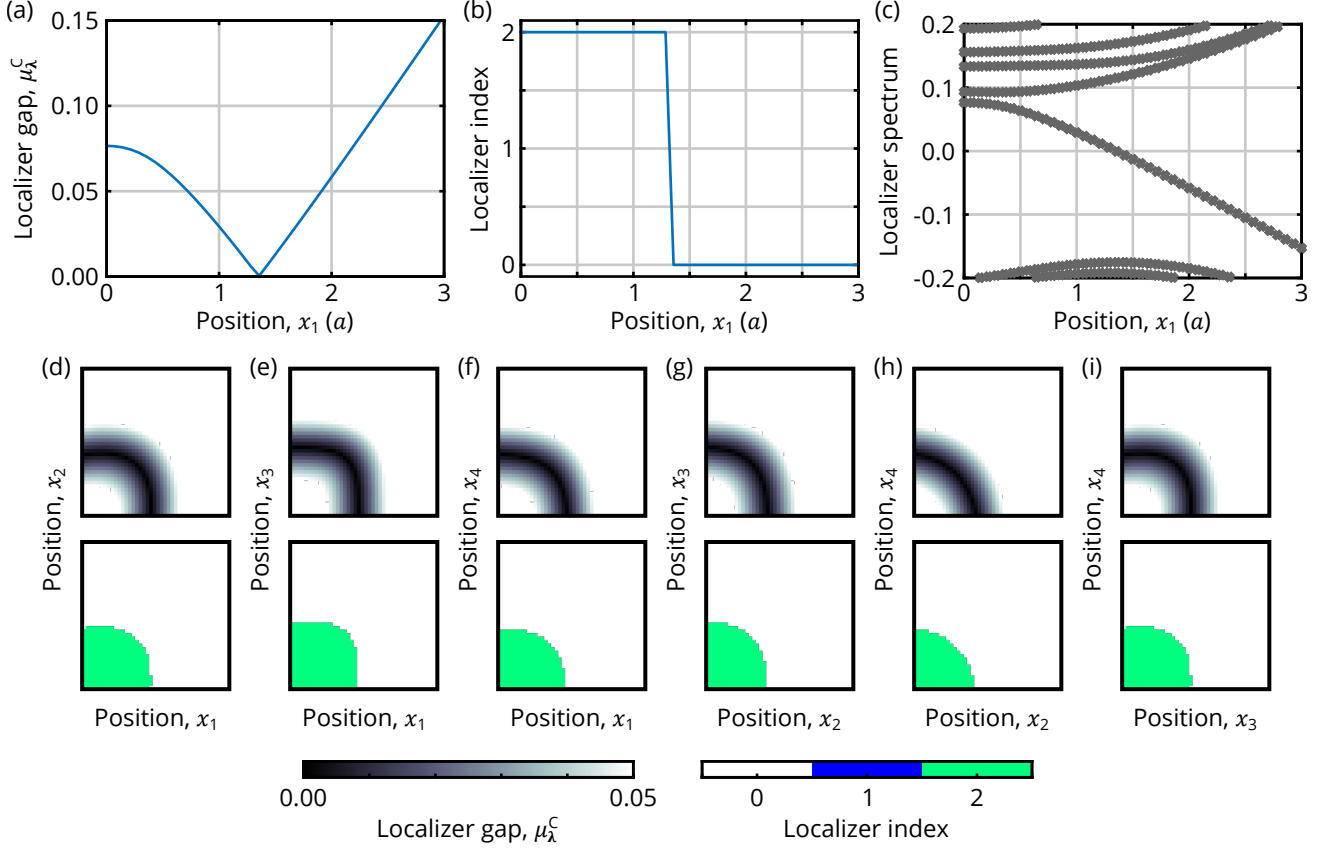 (a)
0.15
0.10
0.05
0.00
Localizer gap, μ_λ^C
0 1 2 3
Position, x₁ (a)
(b)
2
1
0
Localizer index
0 1 2 3
Position, x₁ (a)
(c)
0.2
0.1
0.0
-0.1
-0.2
Localizer spectrum
0 1 2 3
Position, x₁ (a)
(d)
(e)
(f)
(g)
(h)
(i)
Position, x₂
Position, x₃
Position, x₄
Position, x₃
Position, x₄
Position, x₄
Position, x₁
Position, x₁
Position, x₁
Position, x₂
Position, x₂
Position, x₃
0.00 0.05
Localizer gap, μ_λ^C
0 1 2
Localizer index